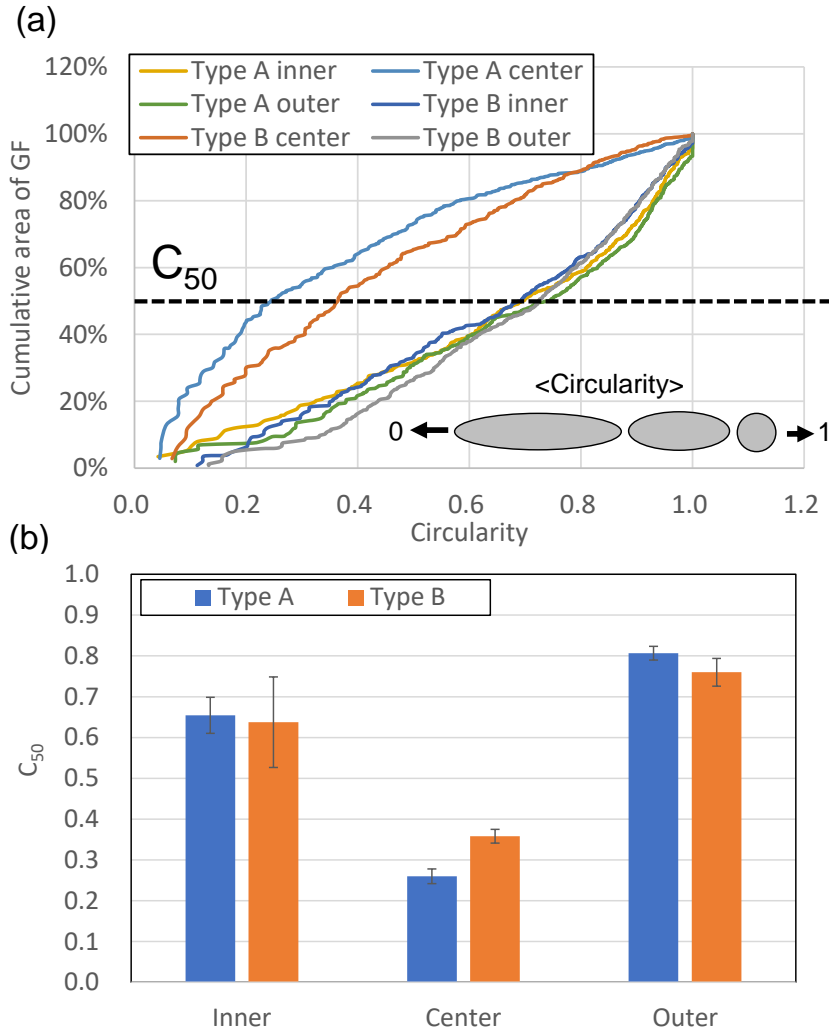 (a)
Type A inner Type A center
Type A outer Type B inner
Type B center Type B outer
120%
100%
80%
60%
40%
20%
0%
Cumulative area of GF
C50
<Circularity>
0 1
0.0 0.2 0.4 0.6 0.8 1.0 1.2
Circularity
(b)
Type A Type B
1.0
0.9
0.8
0.7
0.6
0.5
0.4
0.3
0.2
0.1
0.0
C50
Inner Center Outer